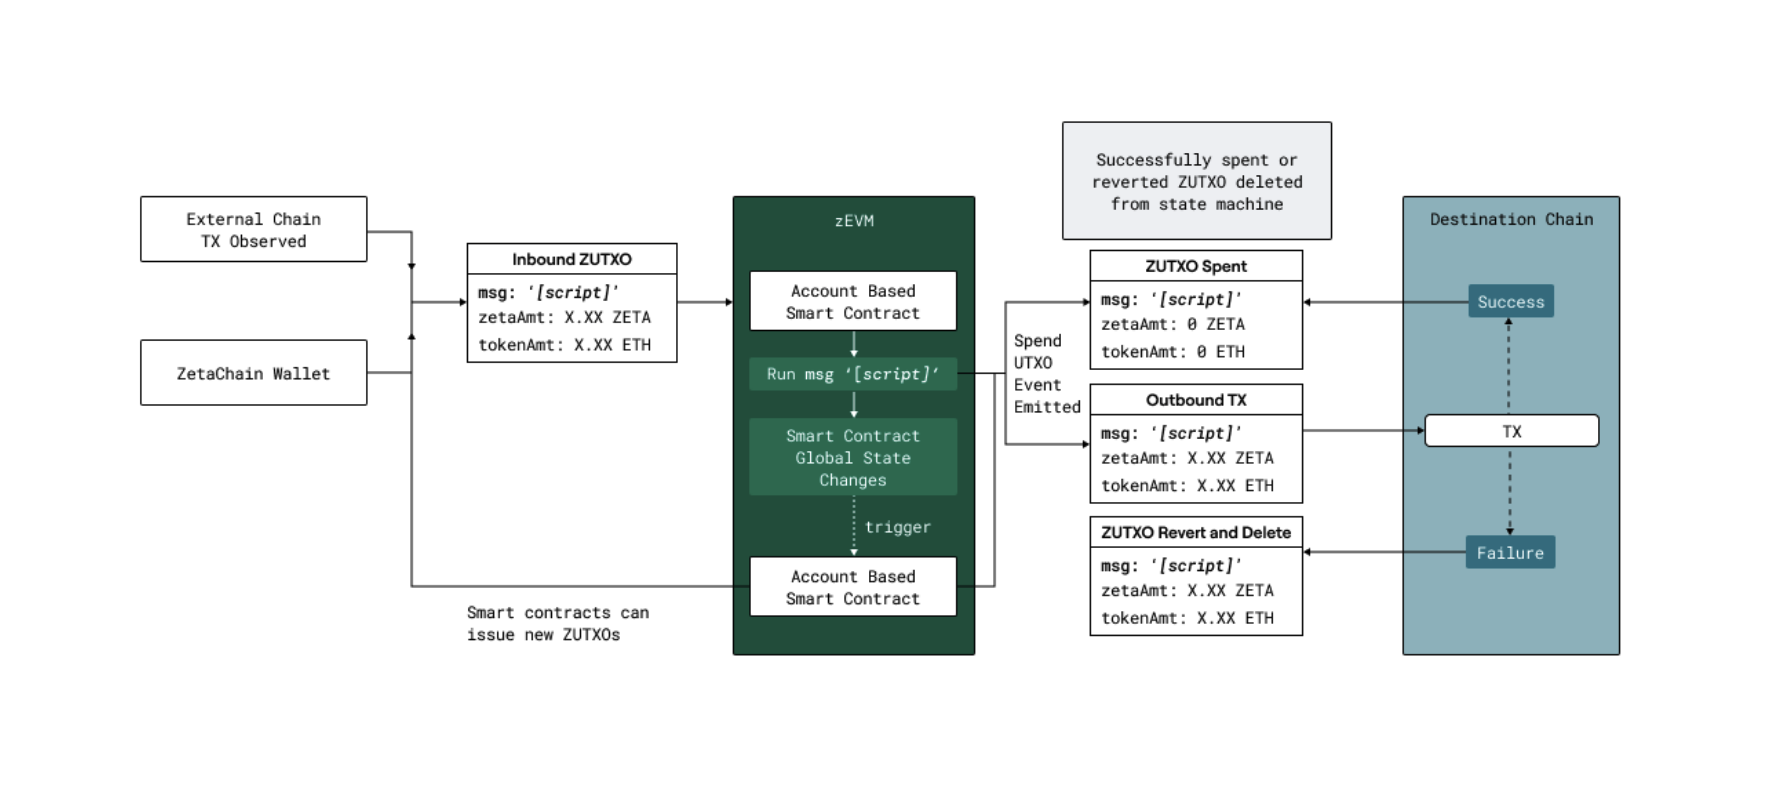 External Chain
TX Observed
ZetaChain Wallet
Inbound ZUTXO
msg: ‘[script]’
zetaAmt: X.XX ZETA
tokenAmt: X.XX ETH
Smart contracts can
issue new ZUTXOs
zEVM
Account Based
Smart Contract
Run msg ‘[script]’
Smart Contract
Global State
Changes
trigger
Account Based
Smart Contract
Spend
UTXO
Event
Emitted
Successfully spent or
reverted ZUTXO deleted
from state machine
ZUTXO Spent
msg: ‘[script]’
zetaAmt: 0 ZETA
tokenAmt: 0 ETH
Outbound TX
msg: ‘[script]’
zetaAmt: X.XX ZETA
tokenAmt: X.XX ETH
ZUTXO Revert and Delete
msg: ‘[script]’
zetaAmt: X.XX ZETA
tokenAmt: X.XX ETH
Destination Chain
Success
TX
Failure